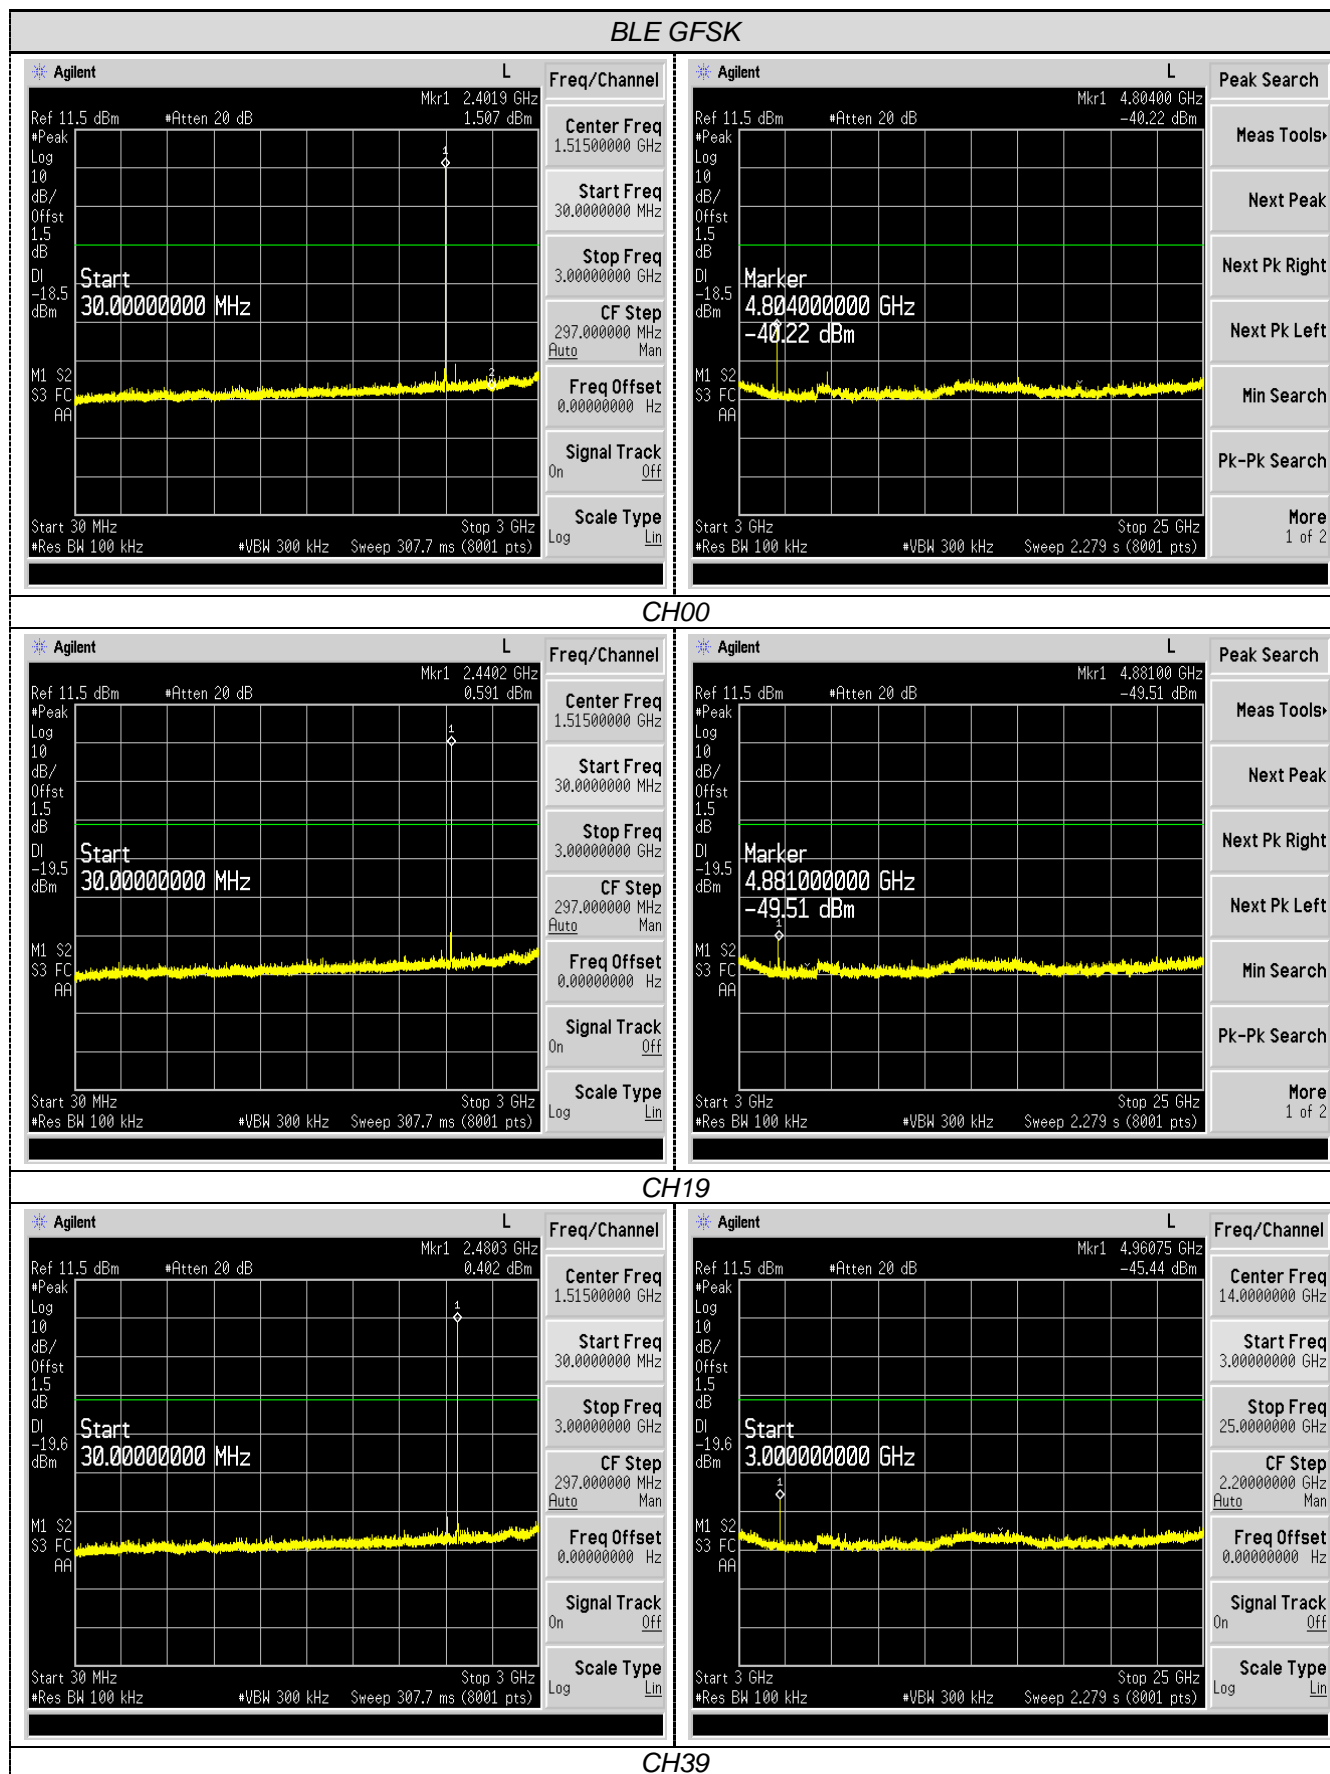 BLE GFSK
Agilent L
Mkr1 2.4019 GHz
Ref 11.5 dBm #Atten 20 dB 1.507 dBm
#Peak
Log
10
dB/
Offst
1.5
dB
DI
-18.5
dBm
1
Start
30.00000000 MHz
2
M1 S2
S3 FC
AA
Start 30 MHz Stop 3 GHz
#Res BW 100 kHz #VBW 300 kHz Sweep 307.7 ms (8001 pts)
Freq/Channel
Center Freq
1.51500000 GHz
Start Freq
30.0000000 MHz
Stop Freq
3.00000000 GHz
CF Step
297.000000 MHz
Auto Man
Freq Offset
0.00000000 Hz
Signal Track
On Off
Scale Type
Log Lin
Agilent L
Mkr1 4.80400 GHz
Ref 11.5 dBm #Atten 20 dB -40.22 dBm
#Peak
Log
10
dB/
Offst
1.5
dB
DI
-18.5
dBm
Marker
4.804000000 GHz
-40.22 dBm
M1 S2
S3 FC
AA
Start 3 GHz Stop 25 GHz
#Res BW 100 kHz #VBW 300 kHz Sweep 2.279 s (8001 pts)
Peak Search
Meas Tools
Next Peak
Next Pk Right
Next Pk Left
Min Search
Pk-Pk Search
More
1 of 2
CH00
Agilent L
Mkr1 2.4402 GHz
Ref 11.5 dBm #Atten 20 dB 0.591 dBm
#Peak
Log
10
dB/
Offst
1.5
dB
DI
-19.5
dBm
1
Start
30.00000000 MHz
M1 S2
S3 FC
AA
Start 30 MHz Stop 3 GHz
#Res BW 100 kHz #VBW 300 kHz Sweep 307.7 ms (8001 pts)
Freq/Channel
Center Freq
1.51500000 GHz
Start Freq
30.0000000 MHz
Stop Freq
3.00000000 GHz
CF Step
297.000000 MHz
Auto Man
Freq Offset
0.00000000 Hz
Signal Track
On Off
Scale Type
Log Lin
Agilent L
Mkr1 4.88100 GHz
Ref 11.5 dBm #Atten 20 dB -49.51 dBm
#Peak
Log
10
dB/
Offst
1.5
dB
DI
-19.5
dBm
Marker
4.881000000 GHz
-49.51 dBm
1
M1 S2
S3 FC
AA
Start 3 GHz Stop 25 GHz
#Res BW 100 kHz #VBW 300 kHz Sweep 2.279 s (8001 pts)
Peak Search
Meas Tools
Next Peak
Next Pk Right
Next Pk Left
Min Search
Pk-Pk Search
More
1 of 2
CH19
Agilent L
Mkr1 2.4803 GHz
Ref 11.5 dBm #Atten 20 dB 0.402 dBm
#Peak
Log
10
dB/
Offst
1.5
dB
DI
-19.6
dBm
1
Start
30.00000000 MHz
M1 S2
S3 FC
AA
Start 30 MHz Stop 3 GHz
#Res BW 100 kHz #VBW 300 kHz Sweep 307.7 ms (8001 pts)
Freq/Channel
Center Freq
1.51500000 GHz
Start Freq
30.0000000 MHz
Stop Freq
3.00000000 GHz
CF Step
297.000000 MHz
Auto Man
Freq Offset
0.00000000 Hz
Signal Track
On Off
Scale Type
Log Lin
Agilent L
Mkr1 4.96075 GHz
Ref 11.5 dBm #Atten 20 dB -45.44 dBm
#Peak
Log
10
dB/
Offst
1.5
dB
DI
-19.6
dBm
Start
3.000000000 GHz
1
M1 S2
S3 FC
AA
Start 3 GHz Stop 25 GHz
#Res BW 100 kHz #VBW 300 kHz Sweep 2.279 s (8001 pts)
Freq/Channel
Center Freq
14.0000000 GHz
Start Freq
3.00000000 GHz
Stop Freq
25.0000000 GHz
CF Step
2.20000000 GHz
Auto Man
Freq Offset
0.00000000 Hz
Signal Track
On Off
Scale Type
Log Lin
CH39